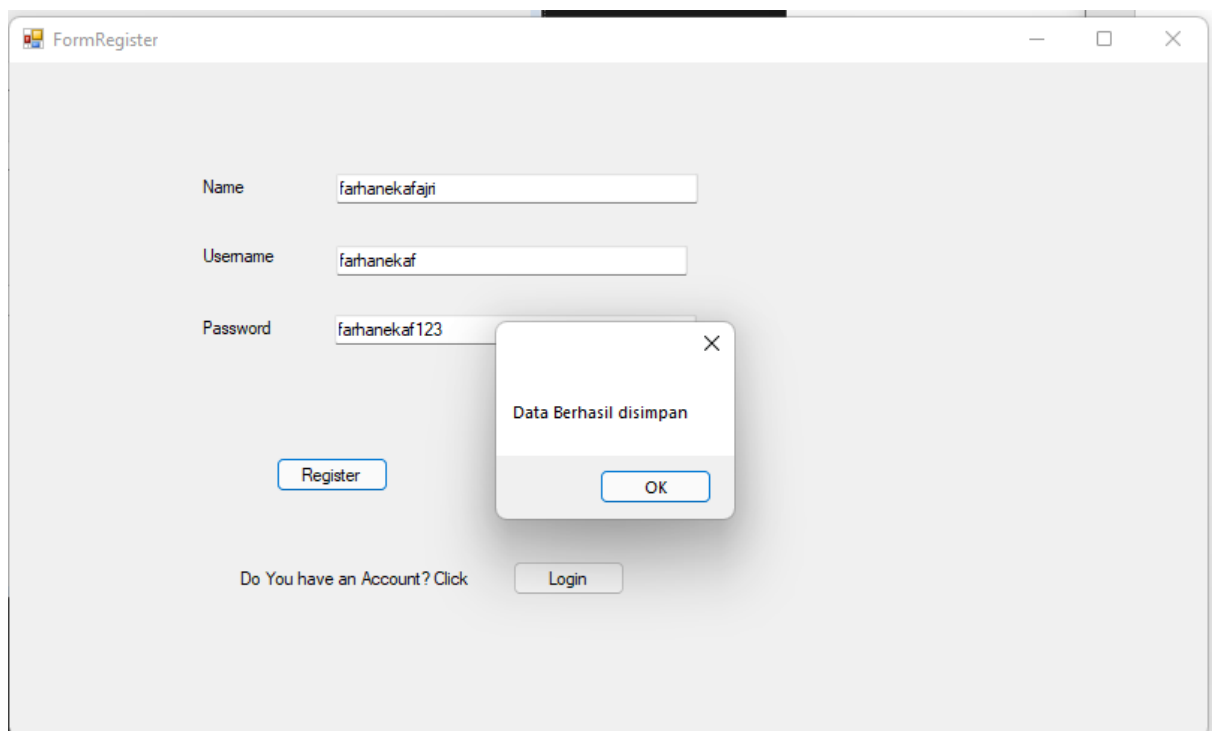 FormRegister
Name
farhanekafajri
Username
farhanekaf
Password
farhanekaf123
Data Berhasil disimpan
OK
Register
Do You have an Account? Click
Login